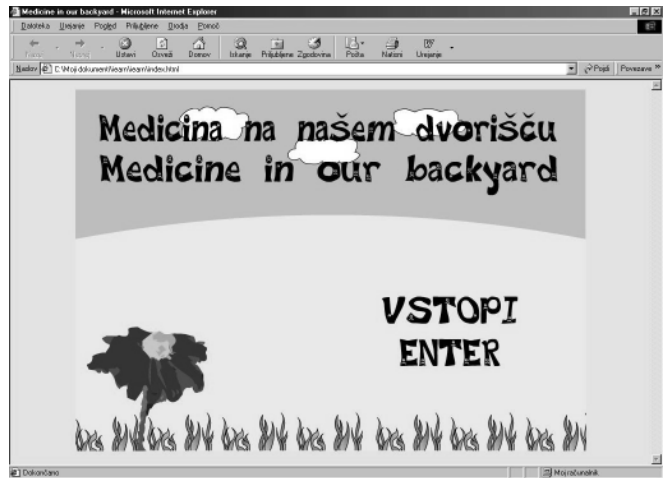 Medicine in our backyard - Microsoft Internet Explorer
Datoteka Urejanje Pogled Priljubljene Orodja Pomoč
Ustavi Osveži Domov Iskanje Priljubljene Zgodovina Pošta Natisni Urejanje
Naslov C:\Moji dokumenti\iearn\iearn\index.html Pojdi Povezave »
Medicina na našem dvorišču
Medicine in our backyard
VSTOPI
ENTER
Dokončano Moj računalnik